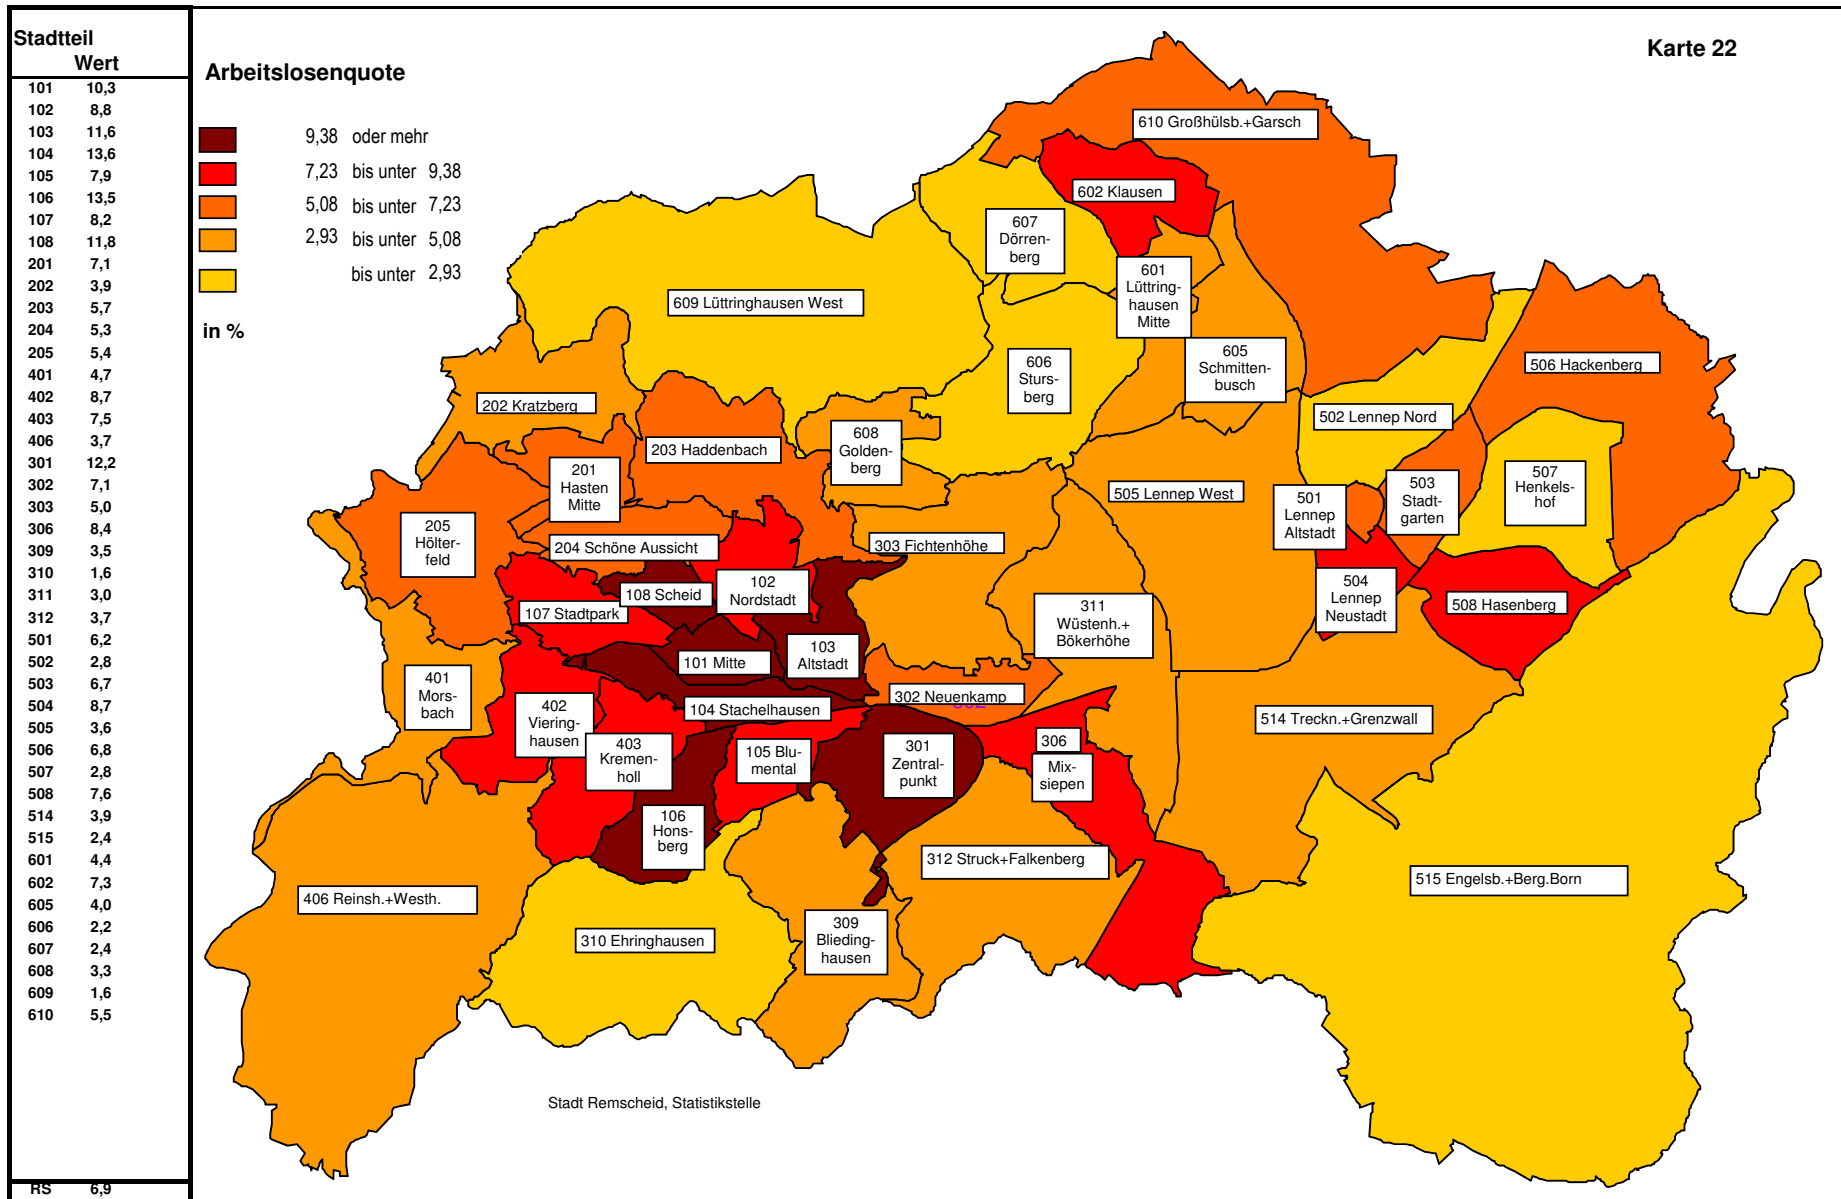 Stadtteil
Wert
101 10,3
102 8,8
103 11,6
104 13,6
105 7,9
106 13,5
107 8,2
108 11,8
201 7,1
202 3,9
203 5,7
204 5,3
205 5,4
401 4,7
402 8,7
403 7,5
406 3,7
301 12,2
302 7,1
303 5,0
306 8,4
309 3,5
310 1,6
311 3,0
312 3,7
501 6,2
502 2,8
503 6,7
504 8,7
505 3,6
506 6,8
507 2,8
508 7,6
514 3,9
515 2,4
601 4,4
602 7,3
605 4,0
606 2,2
607 2,4
608 3,3
609 1,6
610 5,5
RS 6,9
Arbeitslosenquote
9,38 oder mehr
7,23 bis unter 9,38
5,08 bis unter 7,23
2,93 bis unter 5,08
bis unter 2,93
in %
Karte 22
610 Großhülsb.+Garsch
602 Klausen
607
Dörren-
berg
601
Lüttring-
hausen
Mitte
609 Lüttringhausen West
605
Schmitten-
busch
606
Sturs-
berg
506 Hackenberg
502 Lennep Nord
202 Kratzberg
203 Haddenbach
608
Golden-
berg
201
Hasten
Mitte
505 Lennep West
501
Lennep
Altstadt
503
Stadt-
garten
507
Henkels-
hof
205
Hölter-
feld
204 Schöne Aussicht
303 Fichtenhöhe
102
Nordstadt
108 Scheid
107 Stadtpark
504
Lennep
Neustadt
508 Hasenberg
311
Wüstenh.+
Bökerhöhe
103
Altstadt
101 Mitte
401
Mors-
bach
302 Neuenkamp
302
402
Viering-
hausen
104 Stachelhausen
514 Treckn.+Grenzwall
403
Kremen-
holl
105 Blu-
mental
301
Zentral-
punkt
306
Mix-
siepen
106
Hons-
berg
312 Struck+Falkenberg
515 Engelsb.+Berg.Born
406 Reinsh.+Westh.
310 Ehringhausen
309
Blieding-
hausen
Stadt Remscheid, Statistikstelle